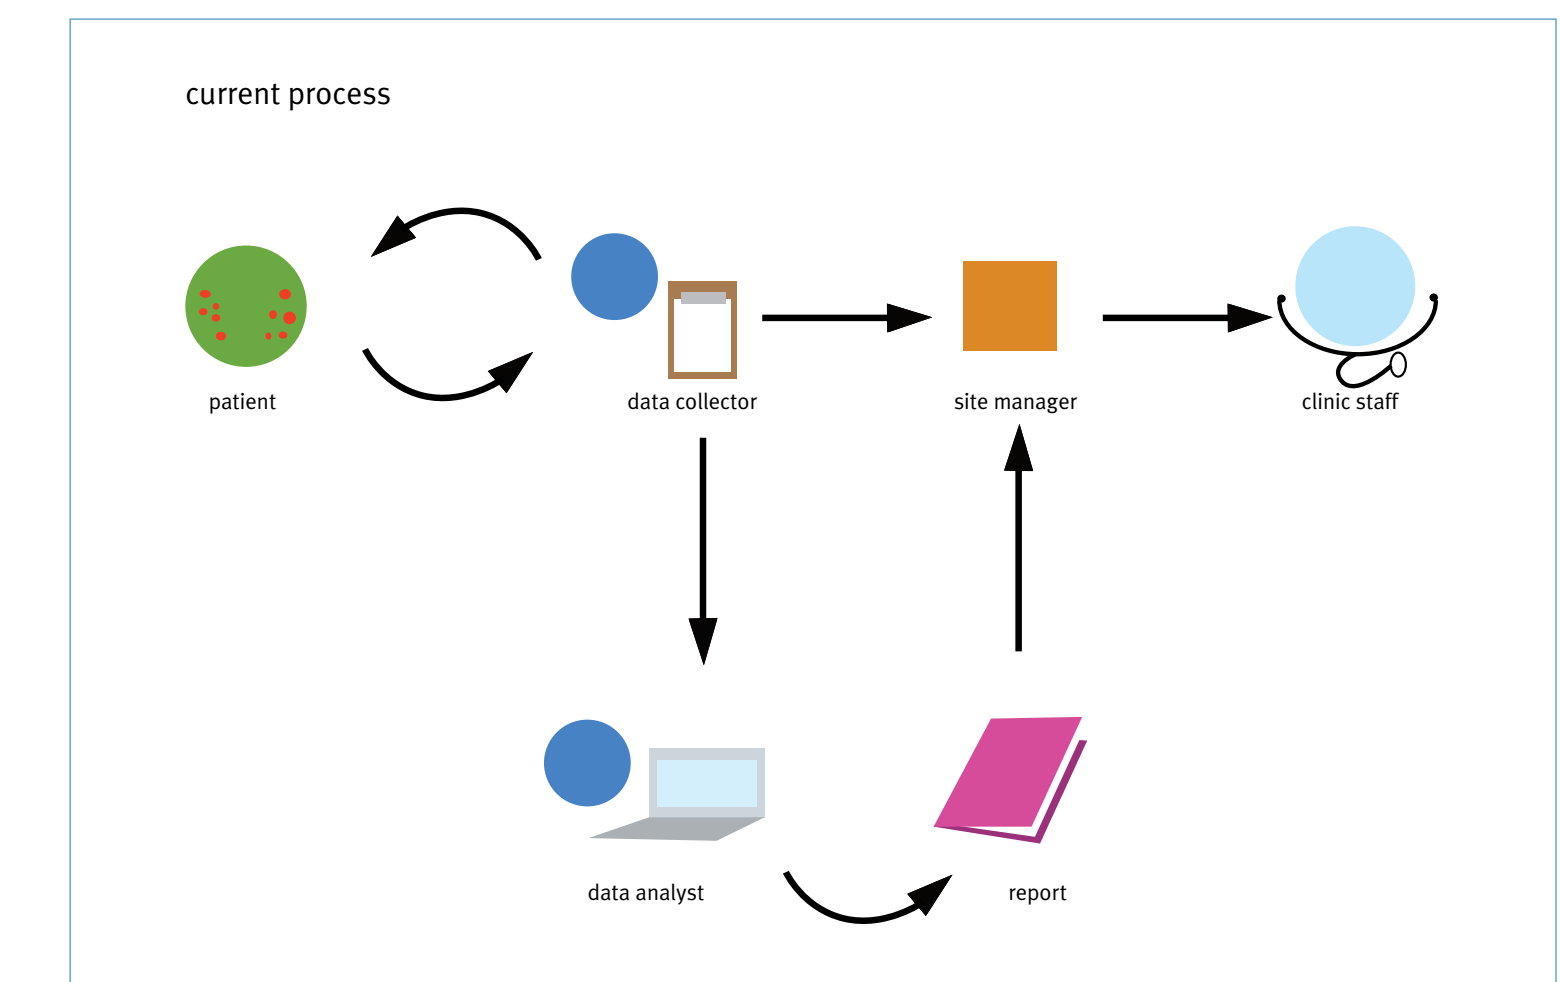 current process
patient
data collector
site manager
clinic staff
data analyst
report